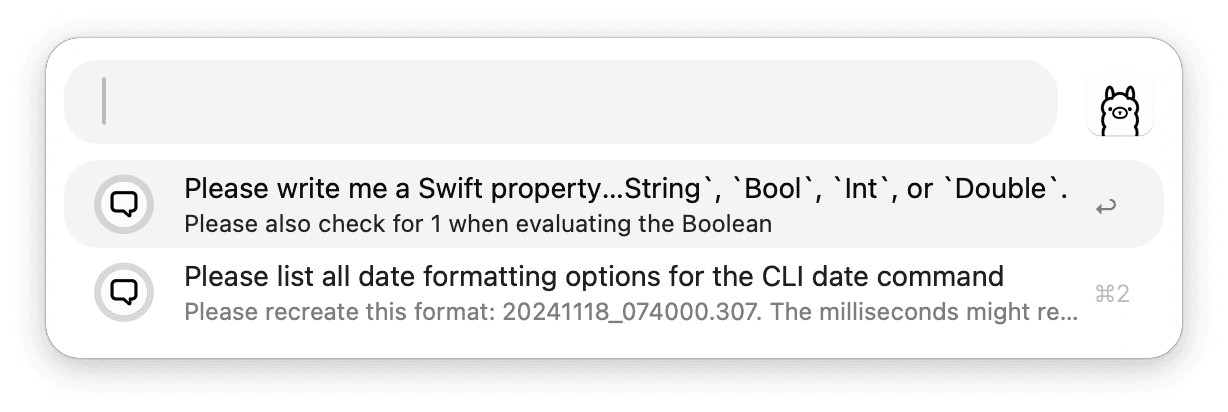 Please write me a Swift property...String`, `Bool`, `Int`, or `Double`.
↩
Please also check for 1 when evaluating the Boolean
Please list all date formatting options for the CLI date command
⌘2
Please recreate this format: 20241118_074000.307. The milliseconds might re...